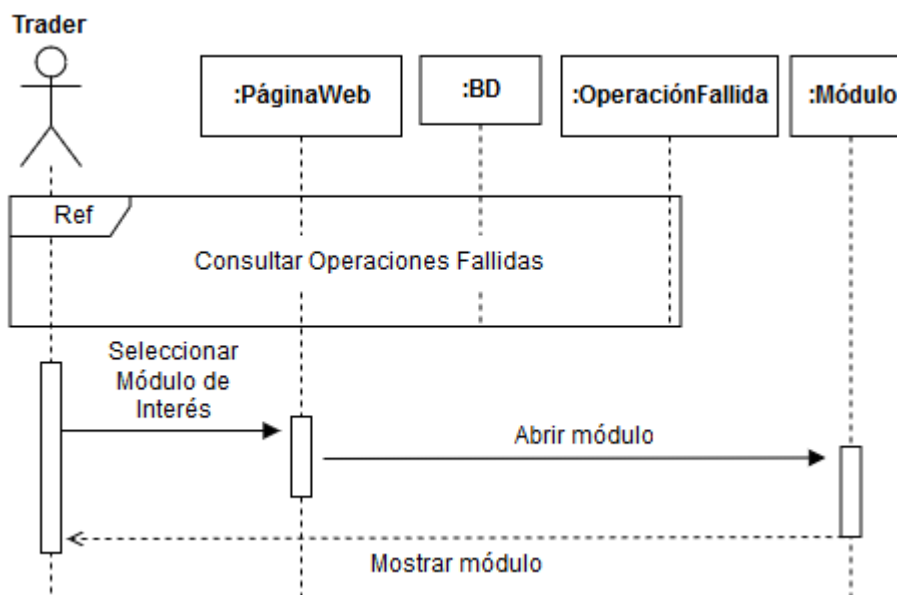 Trader
:PáginaWeb
:BD
:OperaciónFallida
:Módulo
Ref
Consultar Operaciones Fallidas
Seleccionar
Módulo de
Interés
Abrir módulo
Mostrar módulo